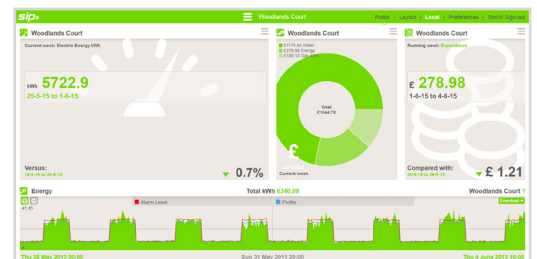 sip
Woodlands Court
Public | Layout | Local | Preferences | TomW Sign-out
Woodlands Court
Current week: Electric Energy kWh
kWh 5722.9
25-5-15 to 1-6-15
Versus:
0.7%
Woodlands Court
Total:
Current week
£
Woodlands Court
Running week: Expenditure
£ 278.98
1-6-15 to 4-6-15
Compared with:
£ 1.21
Energy
Total kWh 6340.89
Woodlands Court
Alarm Level
Profile
Download
41.45
Thu 28 May 2015 00:00
Sun 31 May 2015 20:00
Thu 4 June 2015 16:00